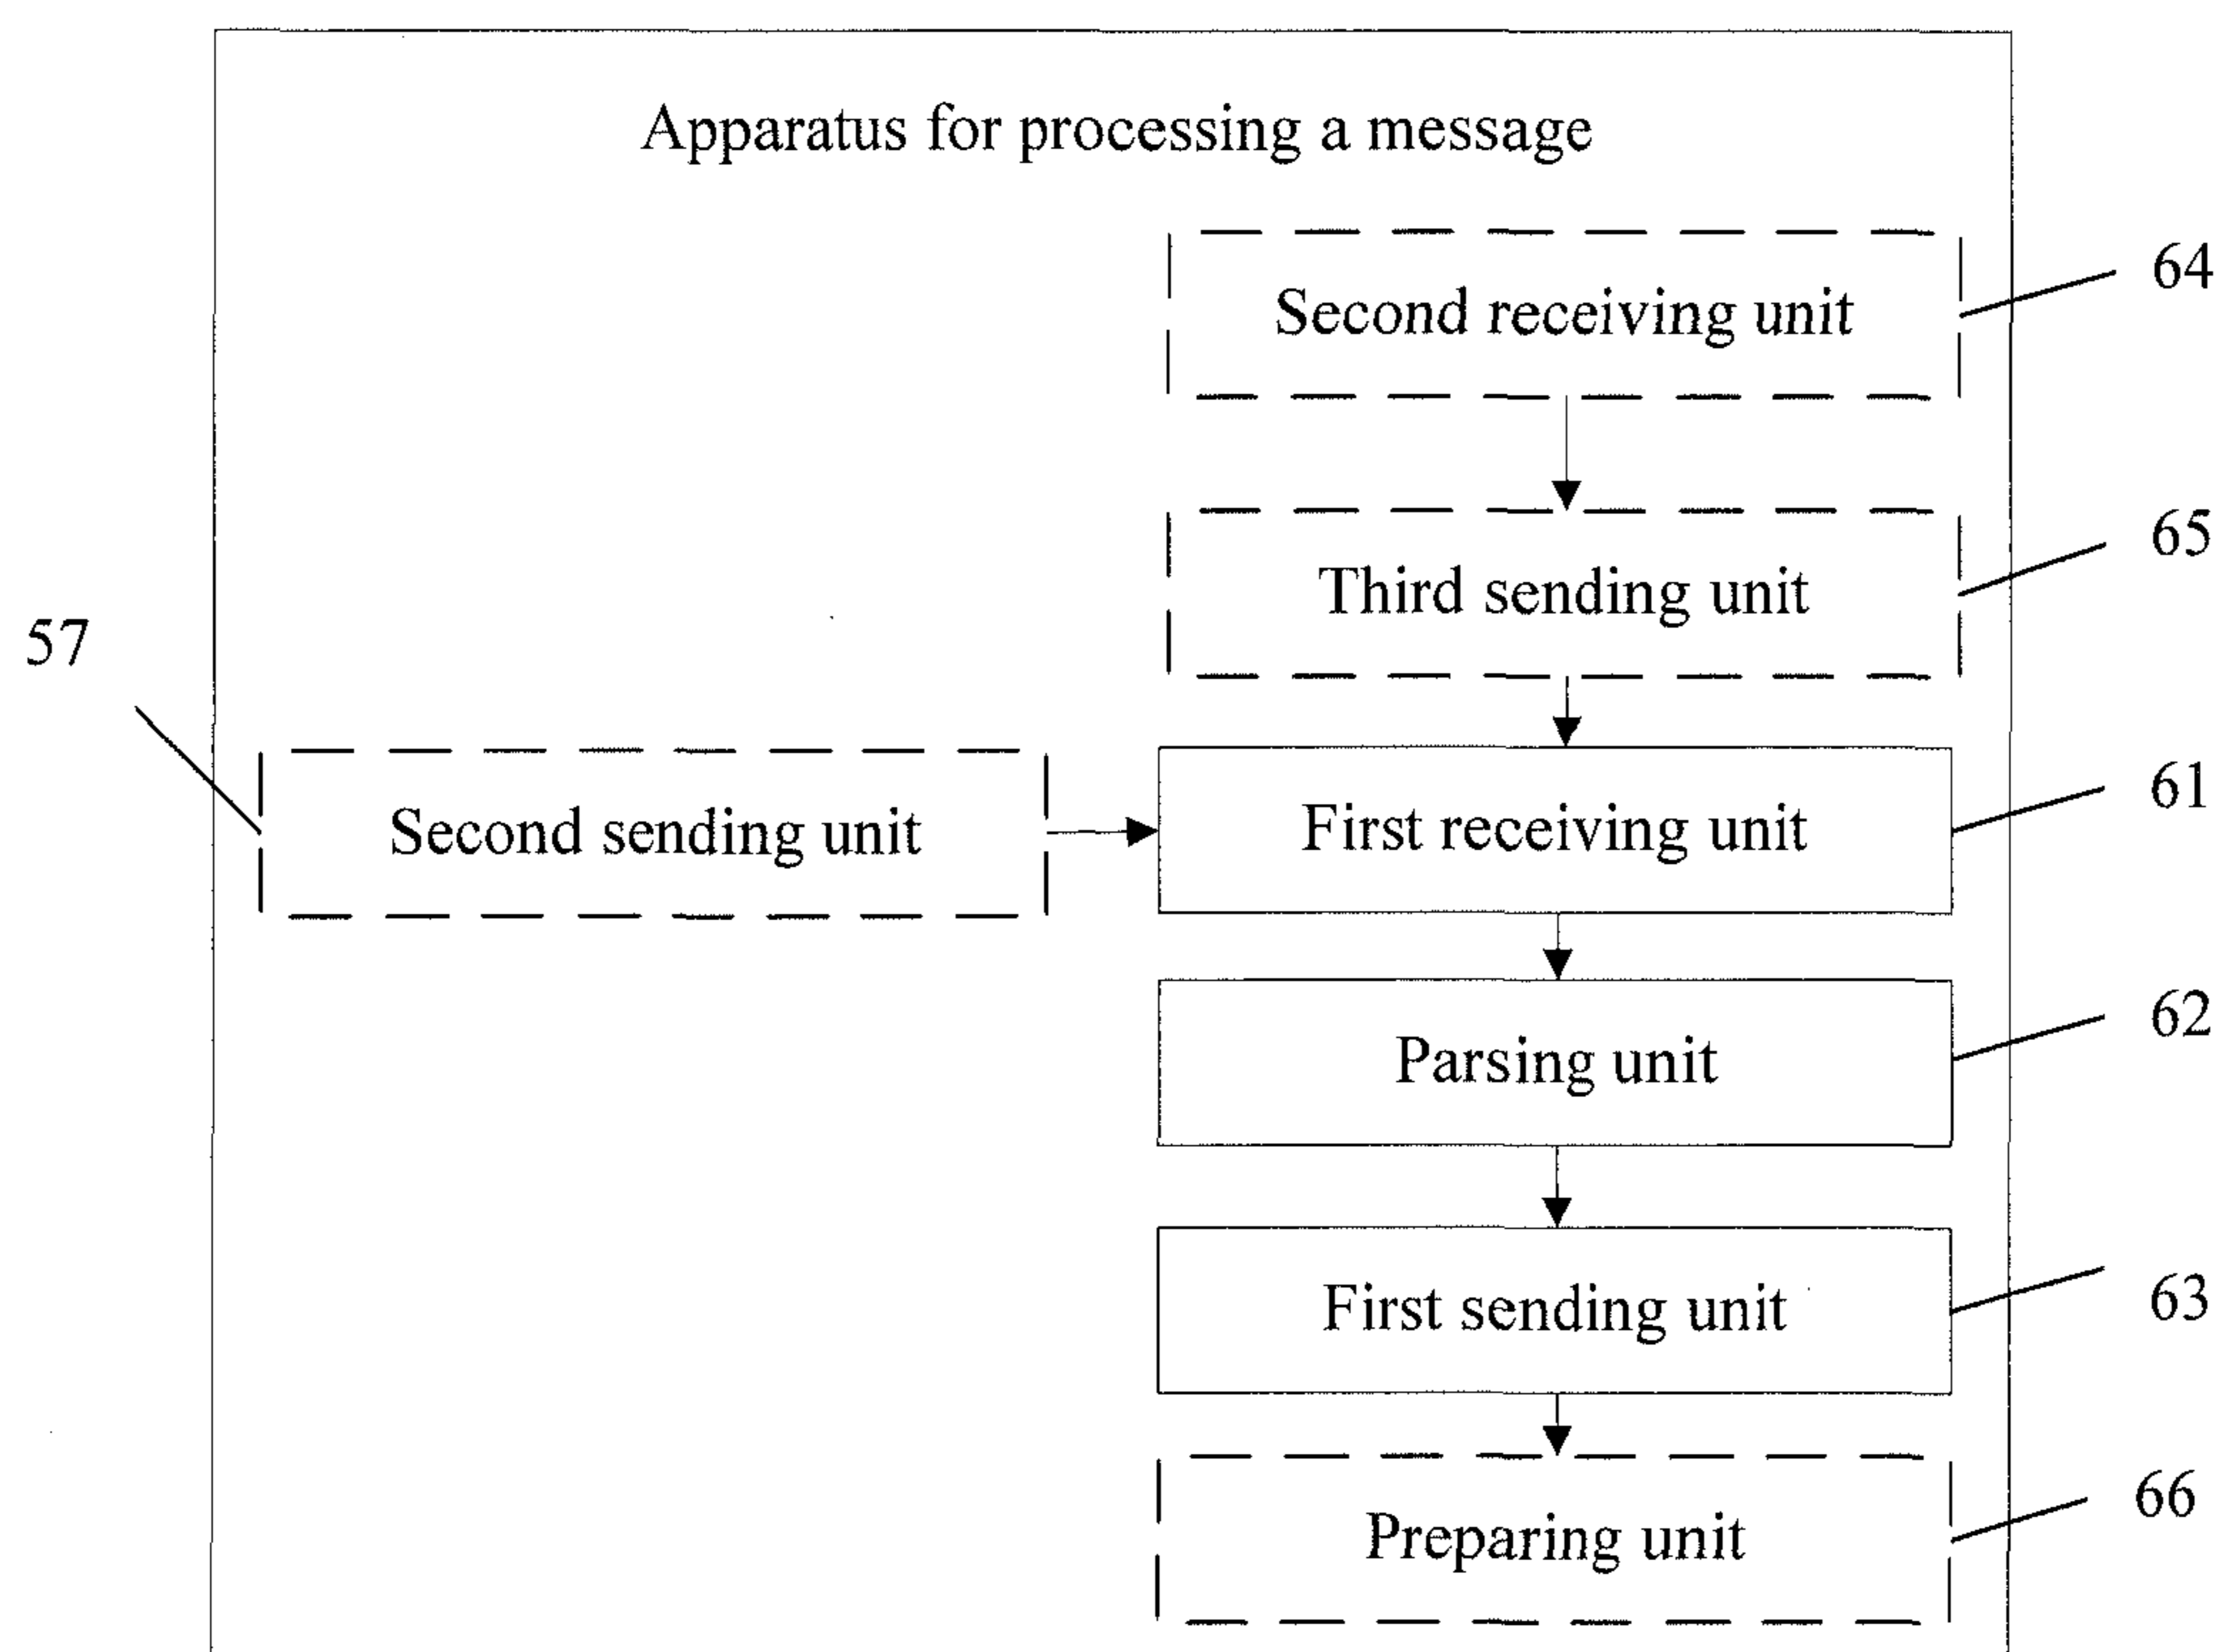 Apparatus for processing a message
Second receiving unit
64
Third sending unit
65
57
Second sending unit
First receiving unit
61
Parsing unit
62
First sending unit
63
Preparing unit
66